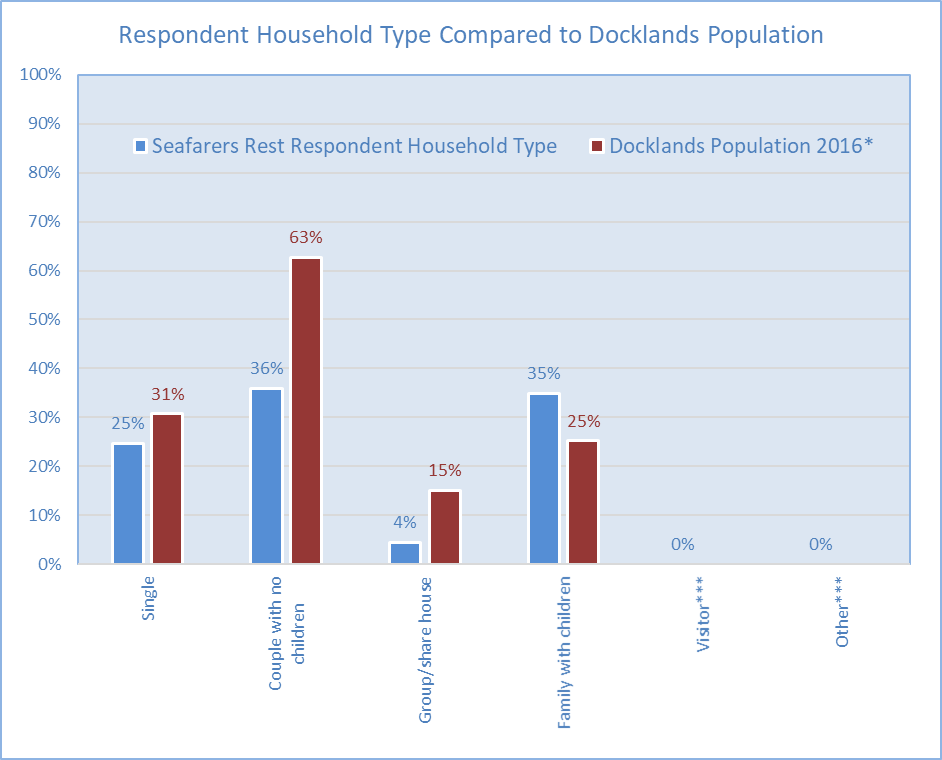 Respondent Household Type Compared to Docklands Population
100%
90%
Seafarers Rest Respondent Household Type
Docklands Population 2016*
80%
70%
60%
50%
40%
30%
20%
10%
0%
25%
31%
36%
63%
4%
15%
35%
25%
0%
0%
Single
Couple with no
children
Group/share house
Family with children
Visitor***
Other***